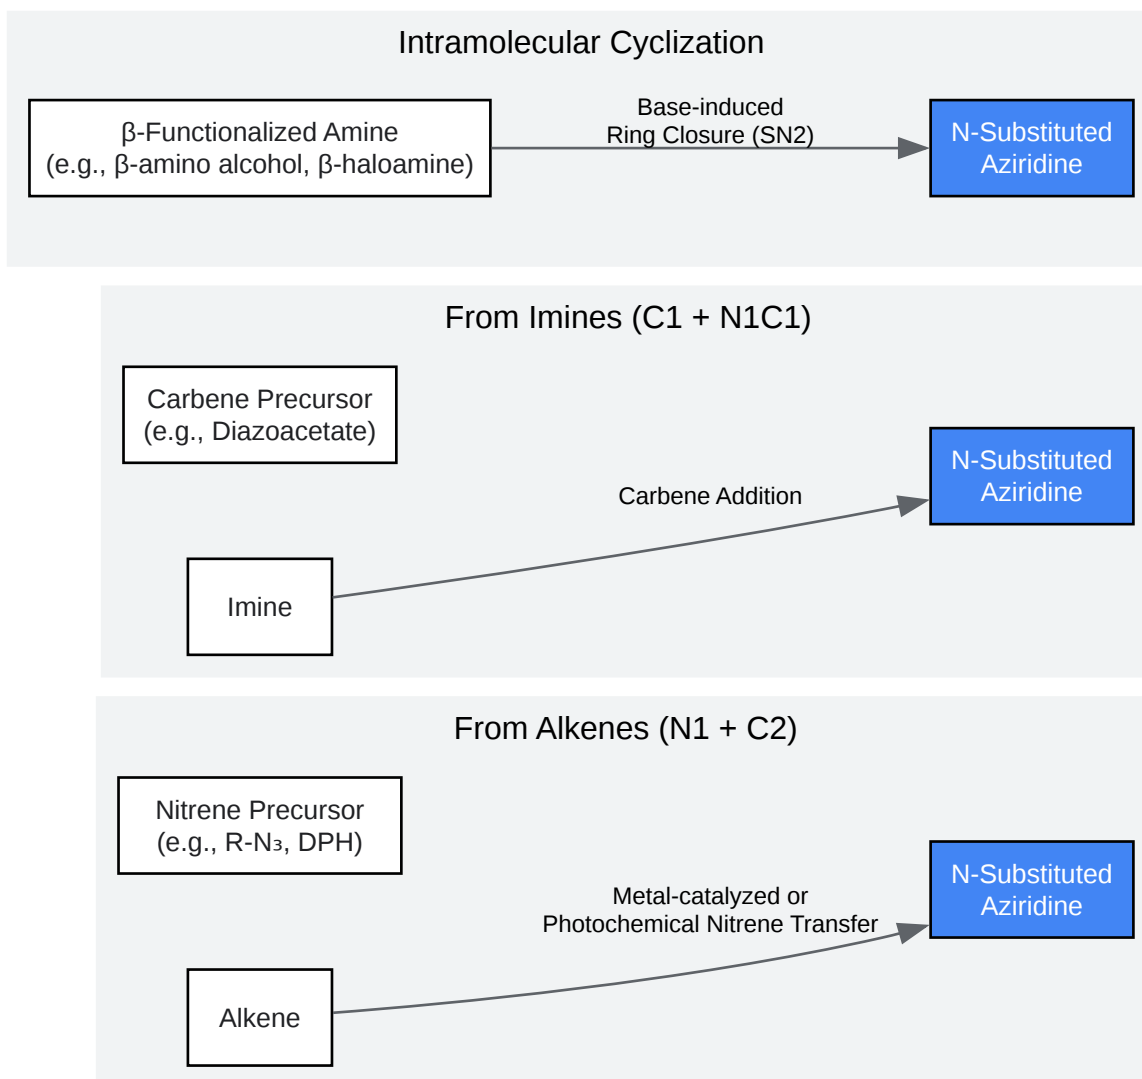 Intramolecular Cyclization
β-Functionalized Amine
(e.g., β-amino alcohol, β-haloamine)
Base-induced
Ring Closure (SN2)
N-Substituted
Aziridine
From Imines (C1 + N1C1)
Carbene Precursor
(e.g., Diazoacetate)
Carbene Addition
N-Substituted
Aziridine
Imine
From Alkenes (N1 + C2)
Nitrene Precursor
(e.g., R-N₃, DPH)
Metal-catalyzed or
Photochemical Nitrene Transfer
N-Substituted
Aziridine
Alkene